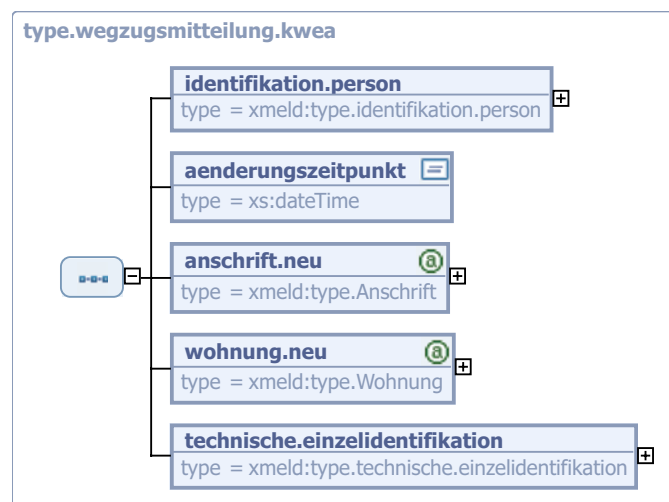 type.wegzugsmitteilung.kwea
identifikation.person
type = xmeld:type.identifikation.person
aenderungszeitpunkt
type = xs:dateTime
anschrift.neu
type = xmeld:type.Anschrift
wohnung.neu
type = xmeld:type.Wohnung
technische.einzelidentifikation
type = xmeld:type.technische.einzelidentifikation